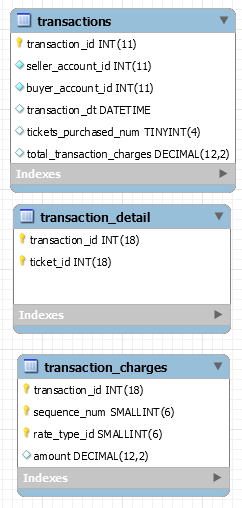 transactions
transaction_id INT(11)
seller_account_id INT(11)
buyer_account_id INT(11)
transaction_dt DATETIME
tickets_purchased_num TINYINT(4)
total_transaction_charges DECIMAL(12,2)
Indexes
transaction_detail
transaction_id INT(18)
ticket_id INT(18)
Indexes
transaction_charges
transaction_id INT(18)
sequence_num SMALLINT(6)
rate_type_id SMALLINT(6)
amount DECIMAL(12,2)
Indexes